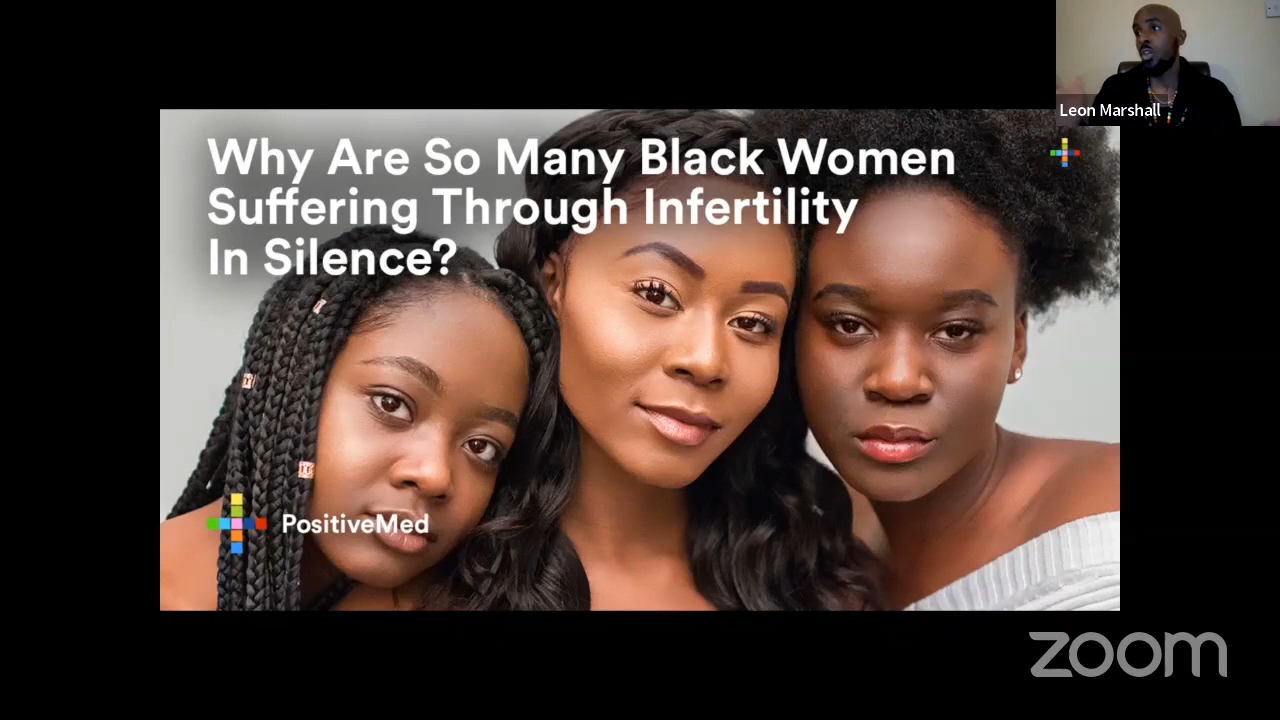 Leon Marshall
Why Are So Many Black Women
Suffering Through Infertility
In Silence?
PositiveMed
zoom